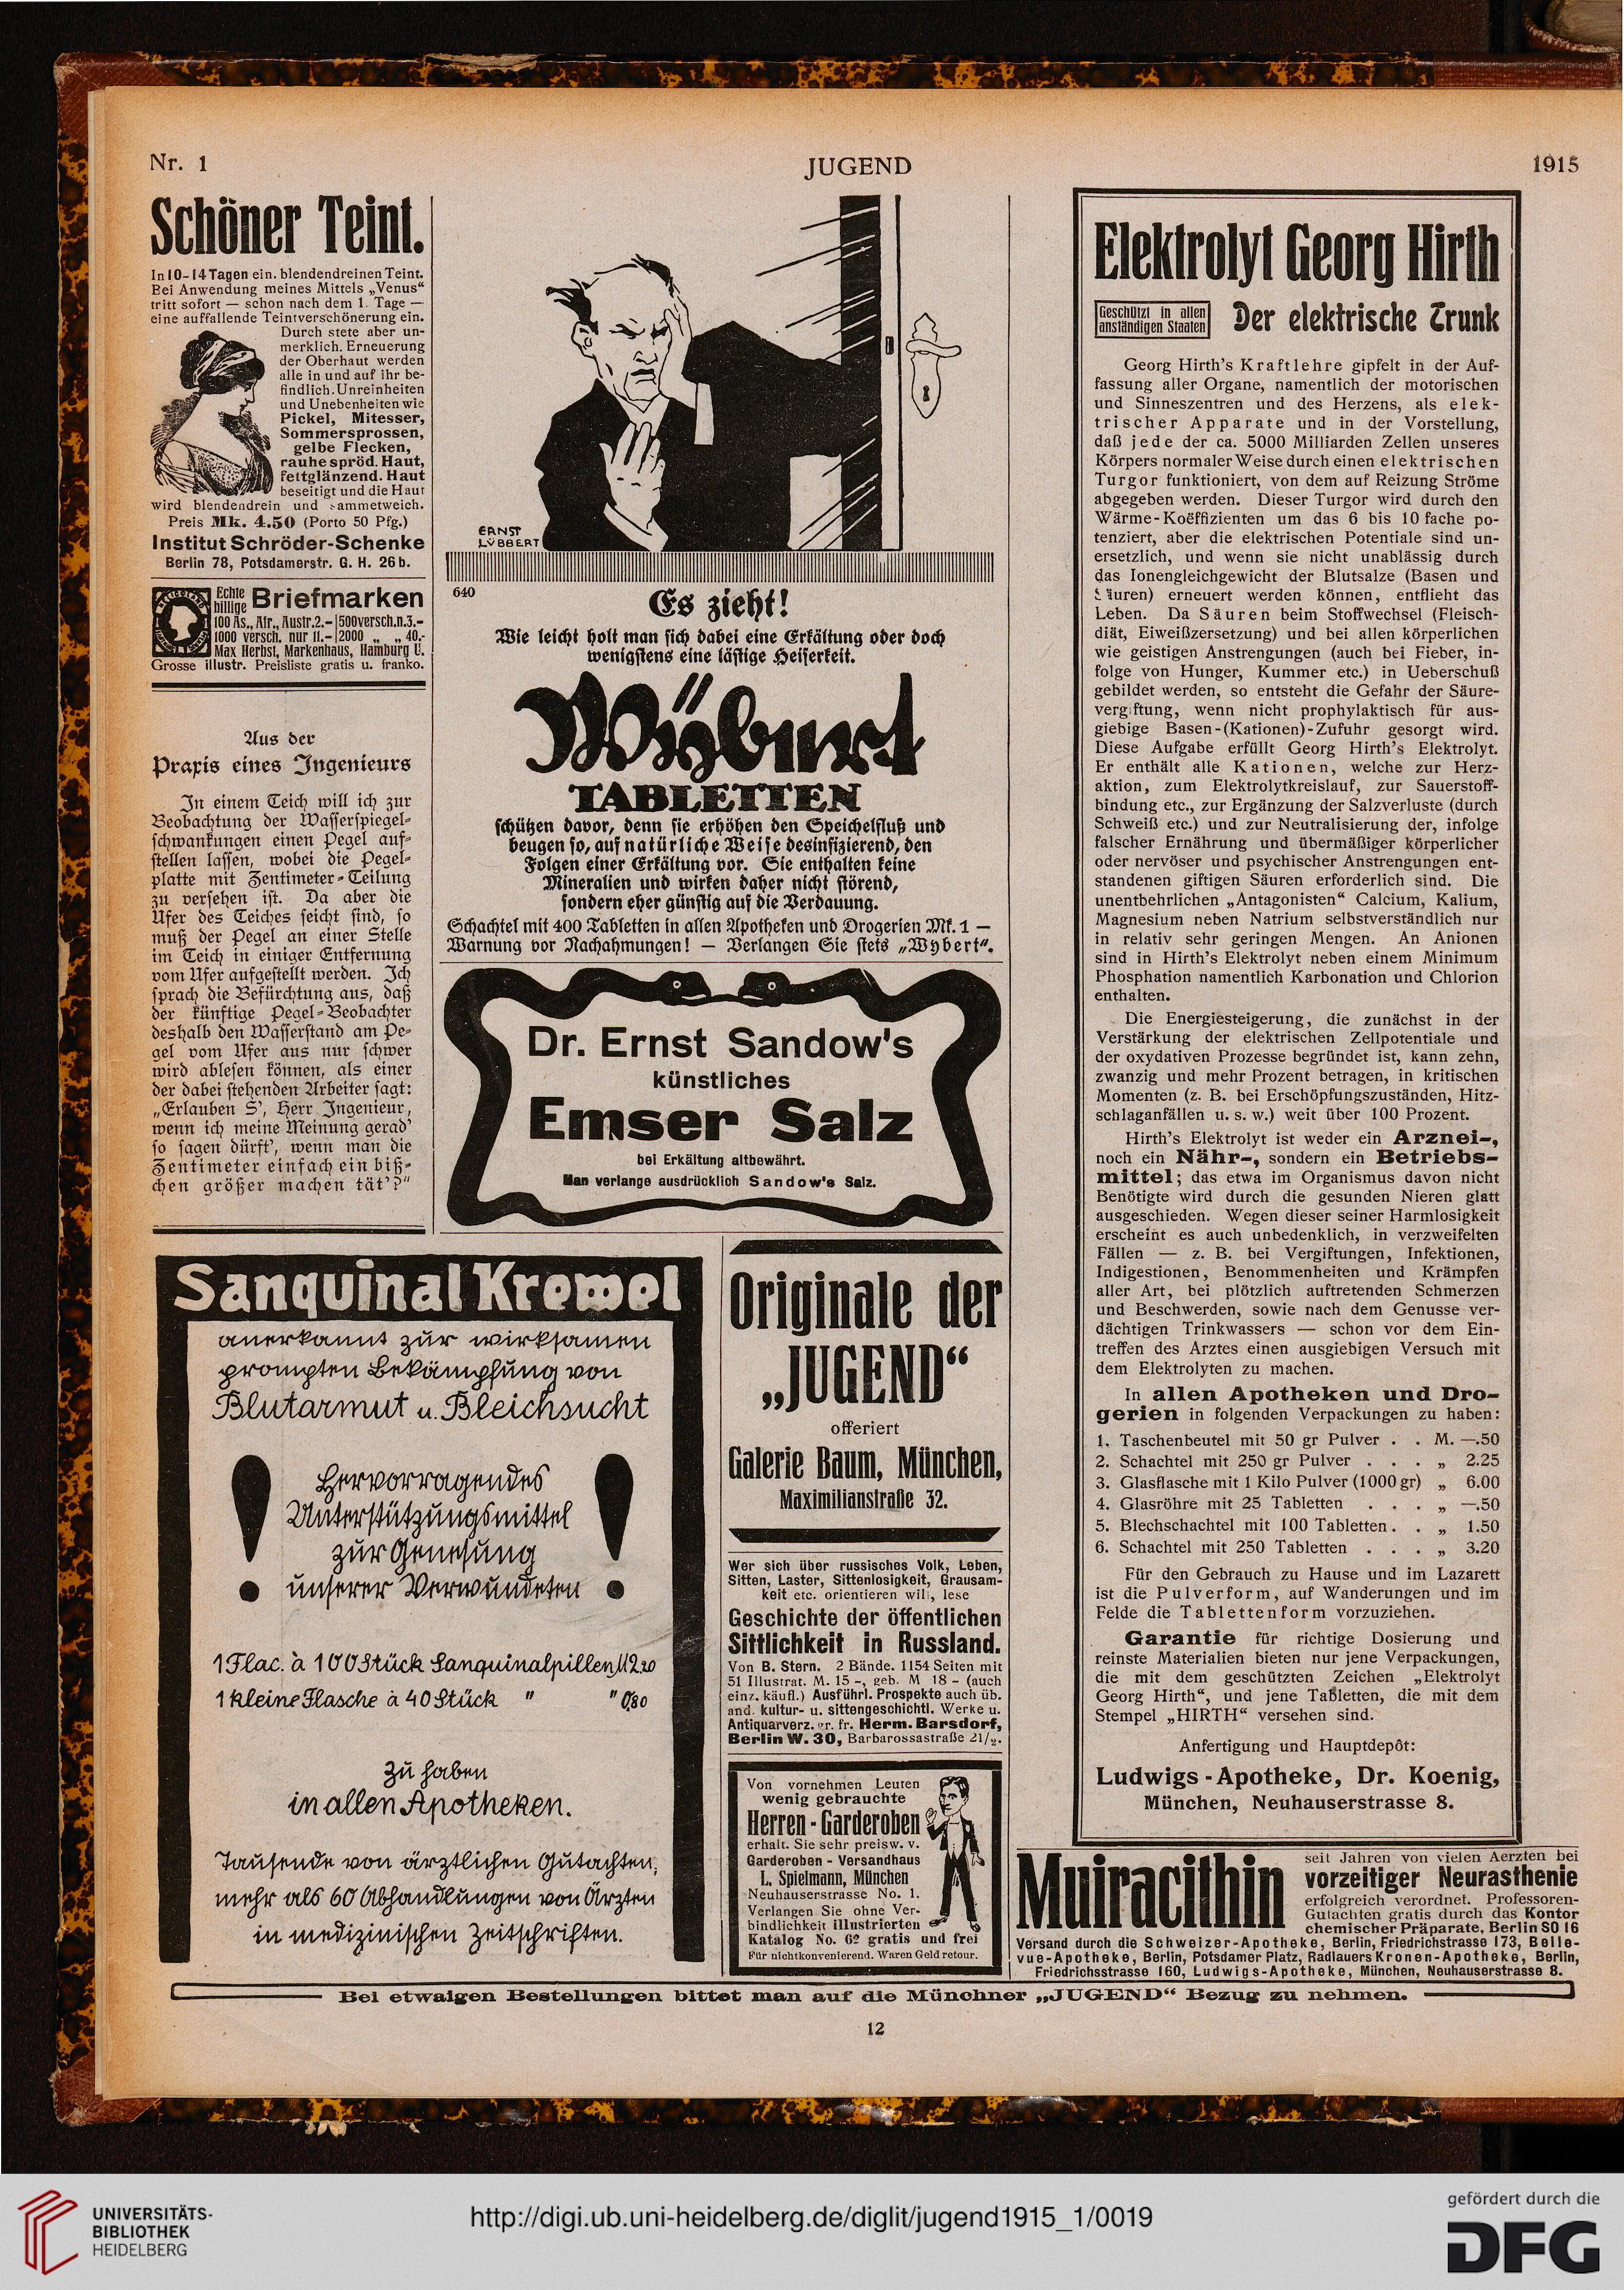 Nr. 1
JUGEND
1915
Schöner Teint.
In 10-14 Tagen ein. blendendreinen Teint.
Bei Anwendung meines Mittels „Venus“
tritt sofort — schon nach dem 1. Tage —
eine auffallende Teintverschönerung ein.
Durch stete aber un-
merklich. Erneuerung
der Oberhaut werden
alle in und auf ihr be-
findlich. Unreinheiten
und Unebenheiten wie
Pickel, Mitesser,
Sommersprossen,
gelbe Flecken,
rauhe spröd. Haut,
fettglänzend. Haut
beseitigt und die Haut
wird blendendrein und sammetweich.
Preis Mk. 4.50 (Porto 50 Pfg.)
Institut Schröder-Schenke
Berlin 78, Potsdamerstr. G. H. 26b.
HELIGOLAND
Echte
billige Briefmarken
100 As., Afr., Austr. 2.- | 500 versch. n. 3.-
1000 versch. nur 11.- | 2000 „ „ 40.-
Max Herbst, Markenhaus, Hamburg U.
Grosse illustr. Preisliste gratis u. franko.
Aus der
Praxis eines Ingenieurs
In einem Teich will ich zur
Beobachtung der Wasserspiegel-
schwankungen einen Pegel auf-
stellen lassen, wobei die Pegel-
platte mit Zentimeter-Teilung
zu versehen ist. Da aber die
Ufer des Teiches seicht sind, so
muß der Pegel an einer Stelle
im Teich in einiger Entfernung
vom Ufer aufgestellt werden. Ich
sprach die Befürchtung aus, daß
der künftige Pegel-Beobachter
deshalb den Wasserstand am Pe-
gel vom Ufer aus nur schwer
wird ablesen können, als einer
der dabei stehenden Arbeiter sagt:
„Erlauben S', Herr Ingenieur,
wenn ich meine Meinung gerad'
so sagen dürft', wenn man die
Zentimeter einfach ein biß-
chen größer machen tät'?“
ERNST
LÜBBERT
640
Es zieht!
Wie leicht holt man sich dabei eine Erkältung oder doch
wenigstens eine lästige Heiserkeit.
Wybert
TABLETTEN
schützen davor, denn sie erhöhen den Speichelfluß und
beugen so, auf natürliche Weise desinfizierend, den
Folgen einer Erkältung vor. Sie enthalten keine
Mineralien und wirken daher nicht störend,
sondern eher günstig auf die Verdauung.
Schachtel mit 400 Tabletten in allen Apotheken und Drogerien Mk. 1 —
Warnung vor Nachahmungen! — Verlangen Sie stets „Wybert“.
Dr. Ernst Sandow's
künstliches
Emser Salz
bei Erkältung altbewährt.
Man verlange ausdrücklich Sandow's Salz.
Sanguinal Krewel
anerkannt zur wirksamen
prompten Bekämpfung von
Blutarmut u. Bleichsucht
! Hervorragendes !
Unterstützungsmittel
zur Genesung
unserer Verwundeten
1 Flac. à 100 Stück Sanguinalpillen M 2.20
1 kleine Flasche à 40 Stück " " 0,80
Zu haben
in allen Apotheken.
Tausende von ärztlichen Gutachten,
mehr als 60 Abhandlungen von Ärzten
in medizinischen Zeitschriften.
Originale der
„JUGEND“
offeriert
Galerie Baum, München,
Maximilianstraße 32.
Wer sich über russisches Volk, Leben,
Sitten, Laster, Sittenlosigkeit, Grausam-
keit etc. orientieren will, lese
Geschichte der öffentlichen
Sittlichkeit in Russland.
Von B. Stern. 2 Bände. 1154 Seiten mit
51 Illustrat. M. 15 -, geb. M 18 - (auch
einz. käufl.) Ausführl. Prospekte auch üb.
and. kultur- u. sittengeschichtl. Werke u.
Antiquarverz. gr. fr. Herm. Barsdorf,
Berlin W. 30, Barbarossastraße 21/2.
Von vornehmen Leuten
wenig gebrauchte
Herren-Garderoben
erhält. Sie sehr preisw. v.
Garderoben-Versandhaus
L. Spielmann, München
Neuhauserstrasse No. 1.
Verlangen Sie ohne Ver-
bindlichkeit illustrierten
Katalog No. 62 gratis und frei
Für nichtkonvenierend. Waren Geld retour.
Elektrolyt Georg Hirth
Geschützt in allen
anständigen Staaten
Der elektrische Trunk
Georg Hirth's Kraftlehre gipfelt in der Auf-
fassung aller Organe, namentlich der motorischen
und Sinneszentren und des Herzens, als elek-
trischer Apparate und in der Vorstellung,
daß jede der ca. 5000 Milliarden Zellen unseres
Körpers normaler Weise durch einen elektrischen
Turgor funktioniert, von dem auf Reizung Ströme
abgegeben werden. Dieser Turgor wird durch den
Wärme-Koëffizienten um das 6 bis 10 fache po-
tenziert, aber die elektrischen Potentiale sind un-
ersetzlich, und wenn sie nicht unablässig durch
das Ionengleichgewicht der Blutsalze (Basen und
Säuren) erneuert werden können, entflieht das
Leben. Da Säuren beim Stoffwechsel (Fleisch-
diät, Eiweißzersetzung) und bei allen körperlichen
wie geistigen Anstrengungen (auch bei Fieber, in-
folge von Hunger, Kummer etc.) in Ueberschuß
gebildet werden, so entsteht die Gefahr der Säure-
vergiftung, wenn nicht prophylaktisch für aus-
giebige Basen-(Kationen)-Zufuhr gesorgt wird.
Diese Aufgabe erfüllt Georg Hirth's Elektrolyt.
Er enthält alle Kationen, welche zur Herz-
aktion, zum Elektrolytkreislauf, zur Sauerstoff-
bindung etc., zur Ergänzung der Salzverluste (durch
Schweiß etc.) und zur Neutralisierung der, infolge
falscher Ernährung und übermäßiger körperlicher
oder nervöser und psychischer Anstrengungen ent-
standenen giftigen Säuren erforderlich sind. Die
unentbehrlichen „Antagonisten“ Calcium, Kalium,
Magnesium neben Natrium selbstverständlich nur
in relativ sehr geringen Mengen. An Anionen
sind in Hirth's Elektrolyt neben einem Minimum
Phosphation namentlich Karbonation und Chlorion
enthalten.
Die Energiesteigerung, die zunächst in der
Verstärkung der elektrischen Zellpotentiale und
der oxydativen Prozesse begründet ist, kann zehn,
zwanzig und mehr Prozent betragen, in kritischen
Momenten (z. B. bei Erschöpfungszuständen, Hitz-
schlaganfällen u. s. w.) weit über 100 Prozent.
Hirth's Elektrolyt ist weder ein Arznei-,
noch ein Nähr-, sondern ein Betriebs-
mittel; das etwa im Organismus davon nicht
Benötigte wird durch die gesunden Nieren glatt
ausgeschieden. Wegen dieser seiner Harmlosigkeit
erscheint es auch unbedenklich, in verzweifelten
Fällen — z. B. bei Vergiftungen, Infektionen,
Indigestionen, Benommenheiten und Krämpfen
aller Art, bei plötzlich auftretenden Schmerzen
und Beschwerden, sowie nach dem Genusse ver-
dächtigen Trinkwassers — schon vor dem Ein-
treffen des Arztes einen ausgiebigen Versuch mit
dem Elektrolyten zu machen.
In allen Apotheken und Dro-
gerien in folgenden Verpackungen zu haben:
1. Taschenbeutel mit 50 gr Pulver . . M. —.50
2. Schachtel mit 250 gr Pulver . . . „ 2.25
3. Glasflasche mit 1 Kilo Pulver (1000 gr) „ 6.00
4. Glasröhre mit 25 Tabletten . . . „ —.50
5. Blechschachtel mit 100 Tabletten . . „ 1.50
6. Schachtel mit 250 Tabletten . . . „ 3.20
Für den Gebrauch zu Hause und im Lazarett
ist die Pulverform, auf Wanderungen und im
Felde die Tablettenform vorzuziehen.
Garantie für richtige Dosierung und
reinste Materialien bieten nur jene Verpackungen,
die mit dem geschützten Zeichen „Elektrolyt
Georg Hirth“, und jene Tabletten, die mit dem
Stempel „HIRTH“ versehen sind.
Anfertigung und Hauptdepôt:
Ludwigs-Apotheke, Dr. Koenig,
München, Neuhauserstrasse 8.
Muiracithin
seit Jahren von vielen Aerzten bei
vorzeitiger Neurasthenie
erfolgreich verordnet. Professoren-
Gutachten gratis durch das Kontor
chemischer Präparate, Berlin SO 16
Versand durch die Schweizer-Apotheke, Berlin, Friedrichstrasse 173, Belle-
vue-Apotheke, Berlin, Potsdamer Platz, Radlauers Kronen-Apotheke, Berlin,
Friedrichsstrasse 160, Ludwigs-Apotheke, München, Neuhauserstrasse 8.
Bei etwaigen Bestellungen bittet man auf die Münchner „JUGEND“ Bezug zu nehmen.
12
UNIVERSITÄTS-
BIBLIOTHEK
HEIDELBERG
http://digi.ub.uni-heidelberg.de/diglit/jugend1915_1/0019
gefördert durch die
DFG